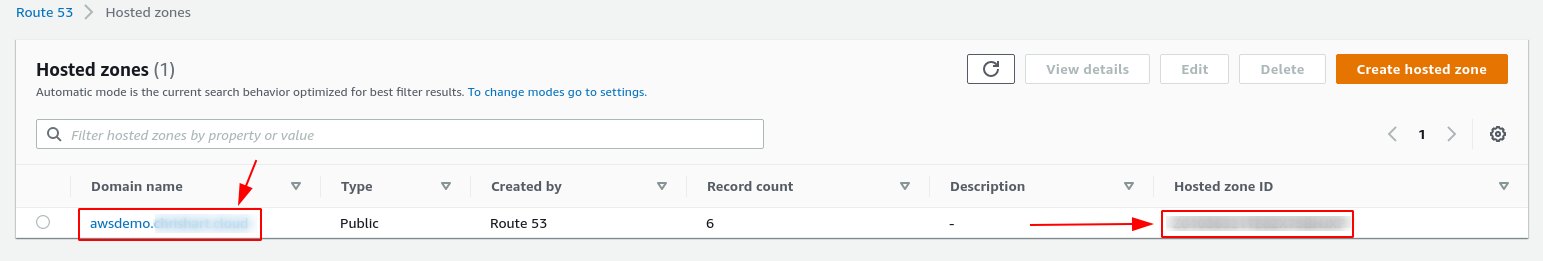 Route 53 > Hosted zones
Hosted zones (1)
View details Edit Delete Create hosted zone
Automatic mode is the current search behavior optimized for best filter results. To change modes go to settings.
Filter hosted zones by property or value
1
Domain name Type Created by Record count Description Hosted zone ID
awsdemo. Public Route 53 6 -